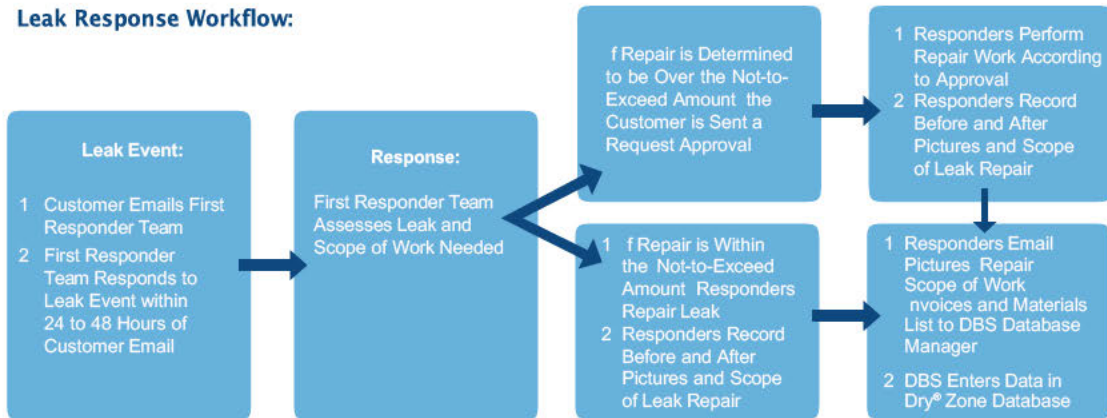 Leak Response Workflow:
Leak Event:
1 Customer Emails First
Responder Team
2 First Responder
Team Responds to
Leak Event within
24 to 48 Hours of
Customer Email
Response:
First Responder Team
Assesses Leak and
Scope of Work Needed
f Repair is Determined
to be Over the Not-to-
Exceed Amount the
Customer is Sent a
Request Approval
1 f Repair is Within
the Not-to-Exceed
Amount Responders
Repair Leak
2 Responders Record
Before and After
Pictures and Scope
of Leak Repair
1 Responders Perform
Repair Work According
to Approval
2 Responders Record
Before and After
Pictures and Scope
of Leak Repair
1 Responders Email
Pictures Repair
Scope of Work
nvoices and Materials
List to DBS Database
Manager
2 DBS Enters Data in
Dry® Zone Database